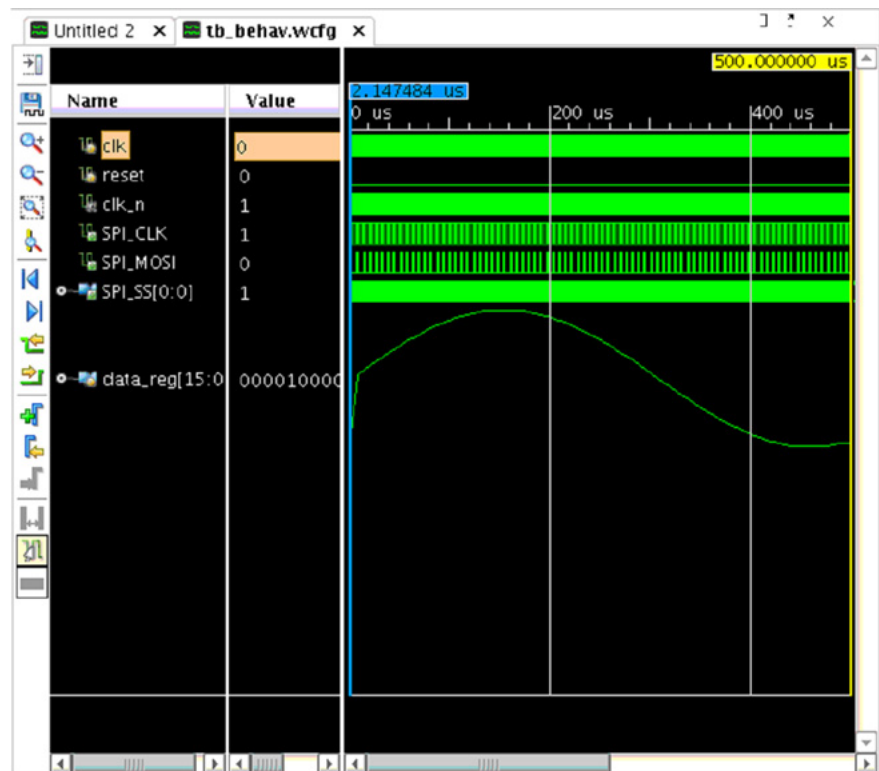 Untitled 2 × tb_behav.wcfg ×
500.000000 us
Name Value
2.147484 us
0 us 200 us 400 us
clk 0
reset 0
clk_n 1
SPI_CLK 1
SPI_MOSI 0
SPI_SS[0:0] 1
data_reg[15:0 000010000